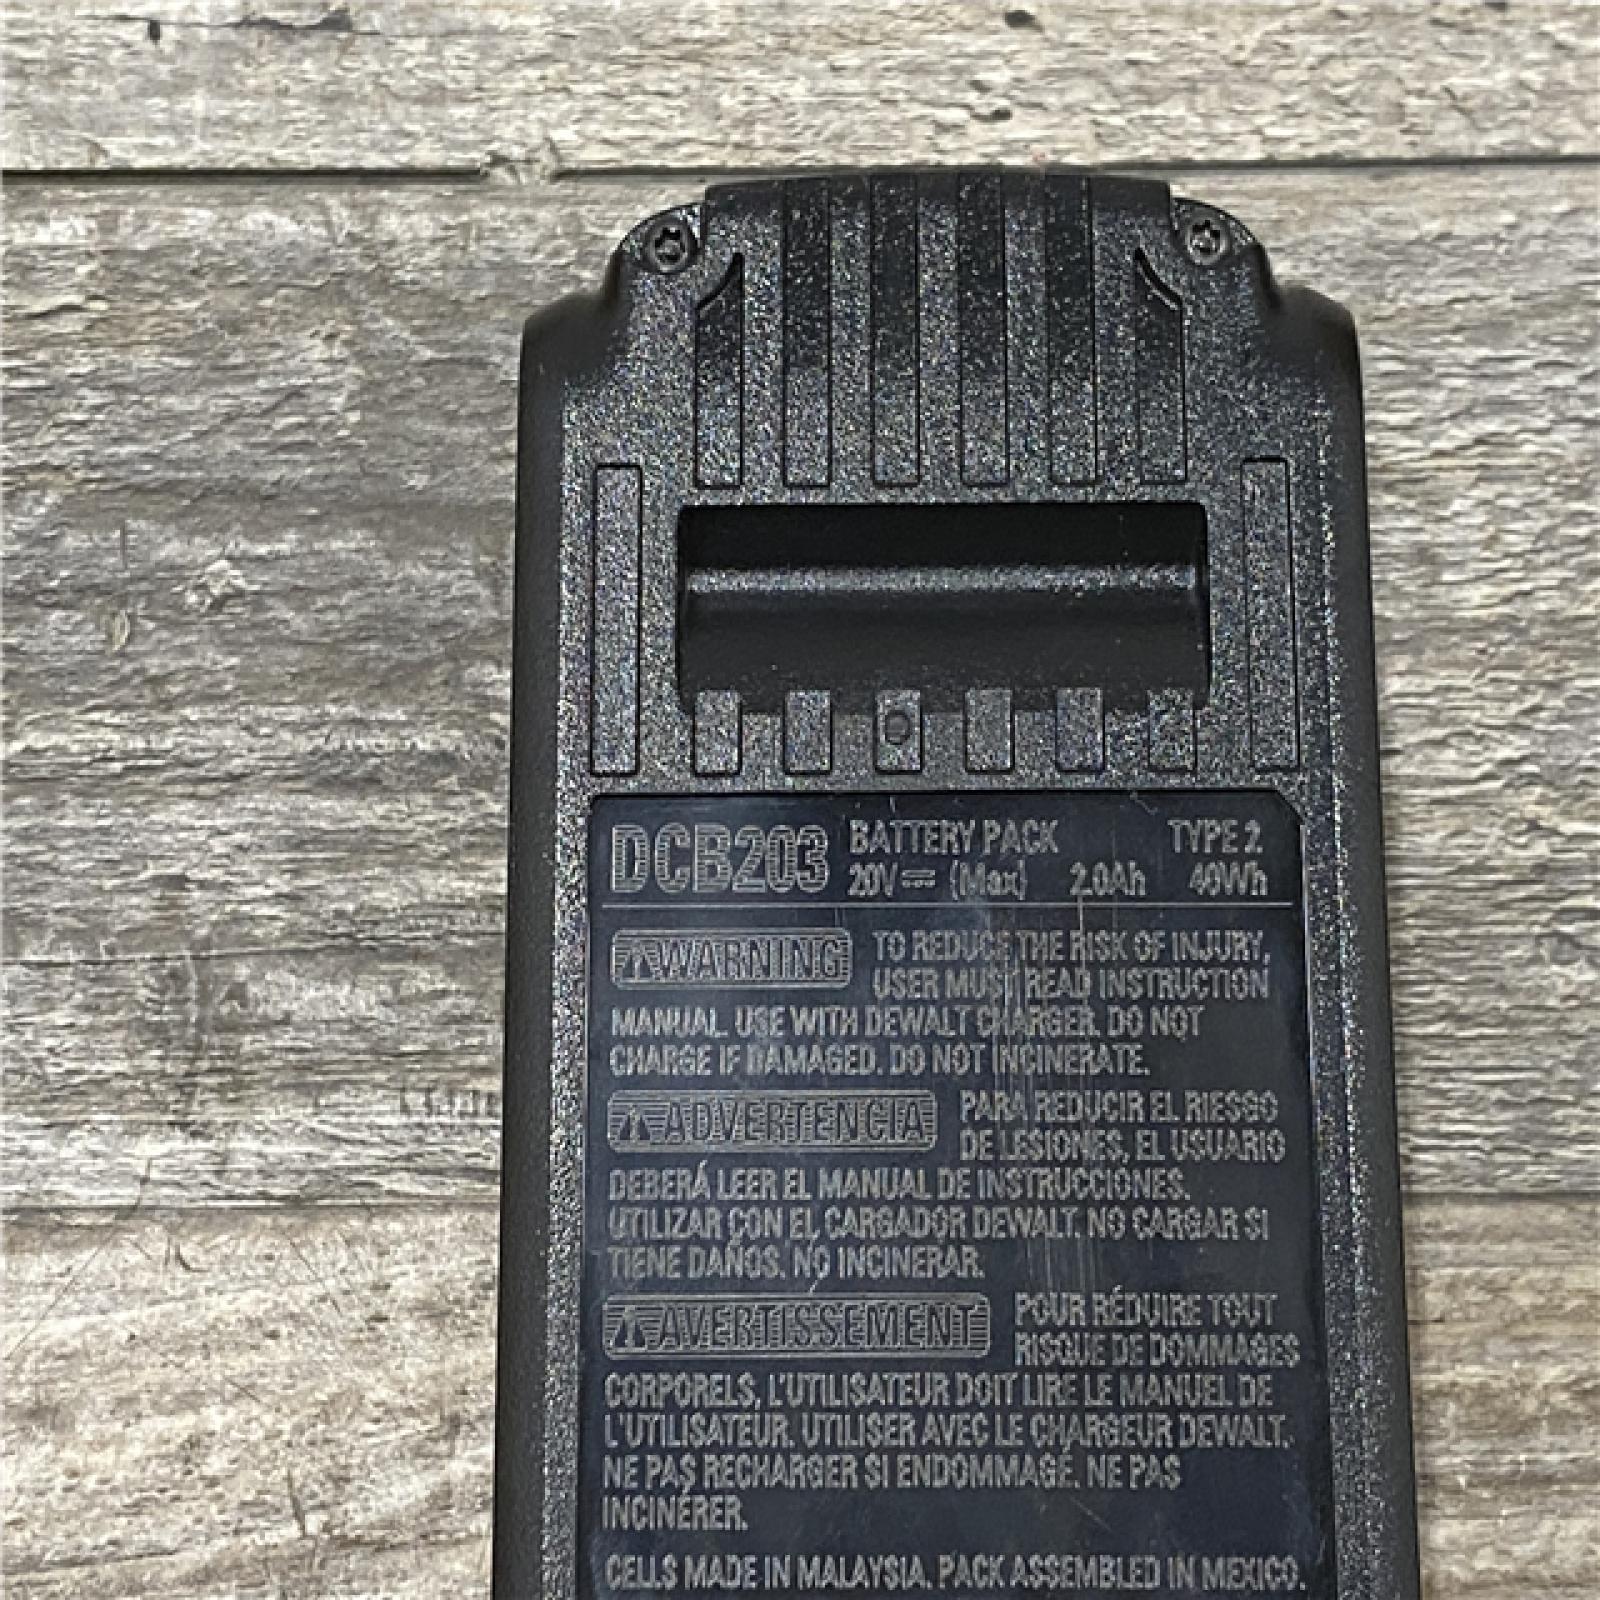 DCB203 BATTERY PACK TYPE 2
20V⎓ (Max) 2.0Ah 40Wh
⚠WARNING TO REDUCE THE RISK OF INJURY,
USER MUST READ INSTRUCTION
MANUAL. USE WITH DEWALT CHARGER. DO NOT
CHARGE IF DAMAGED. DO NOT INCINERATE.
⚠ADVERTENCIA PARA REDUCIR EL RIESGO
DE LESIONES, EL USUARIO
DEBERÁ LEER EL MANUAL DE INSTRUCCIONES.
UTILIZAR CON EL CARGADOR DEWALT. NO CARGAR SI
TIENE DAÑOS. NO INCINERAR.
⚠AVERTISSEMENT POUR RÉDUIRE TOUT
RISQUE DE DOMMAGES
CORPORELS, L'UTILISATEUR DOIT LIRE LE MANUEL DE
L'UTILISATEUR. UTILISER AVEC LE CHARGEUR DEWALT.
NE PAS RECHARGER SI ENDOMMAGÉ. NE PAS
INCINÉRER.
CELLS MADE IN MALAYSIA. PACK ASSEMBLED IN MEXICO.